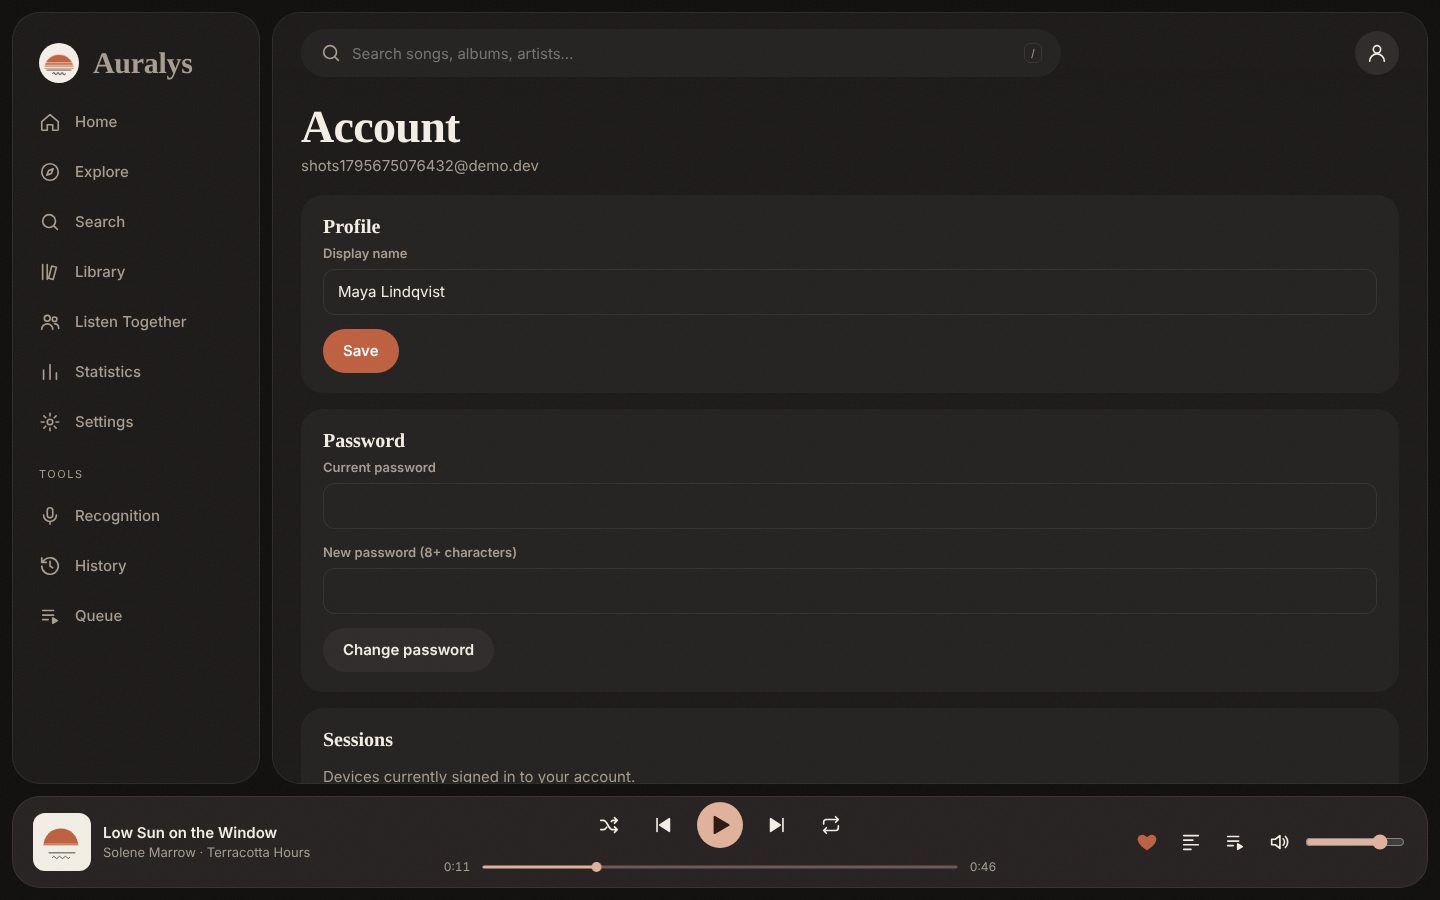 Auralys
Home
Explore
Search
Library
Listen Together
Statistics
Settings
TOOLS
Recognition
History
Queue
Search songs, albums, artists...
/
Account
shots1795675076432@demo.dev
Profile
Display name
Maya Lindqvist
Save
Password
Current password
New password (8+ characters)
Change password
Sessions
Devices currently signed in to your account.
Low Sun on the Window
Solene Marrow · Terracotta Hours
0:11
0:46